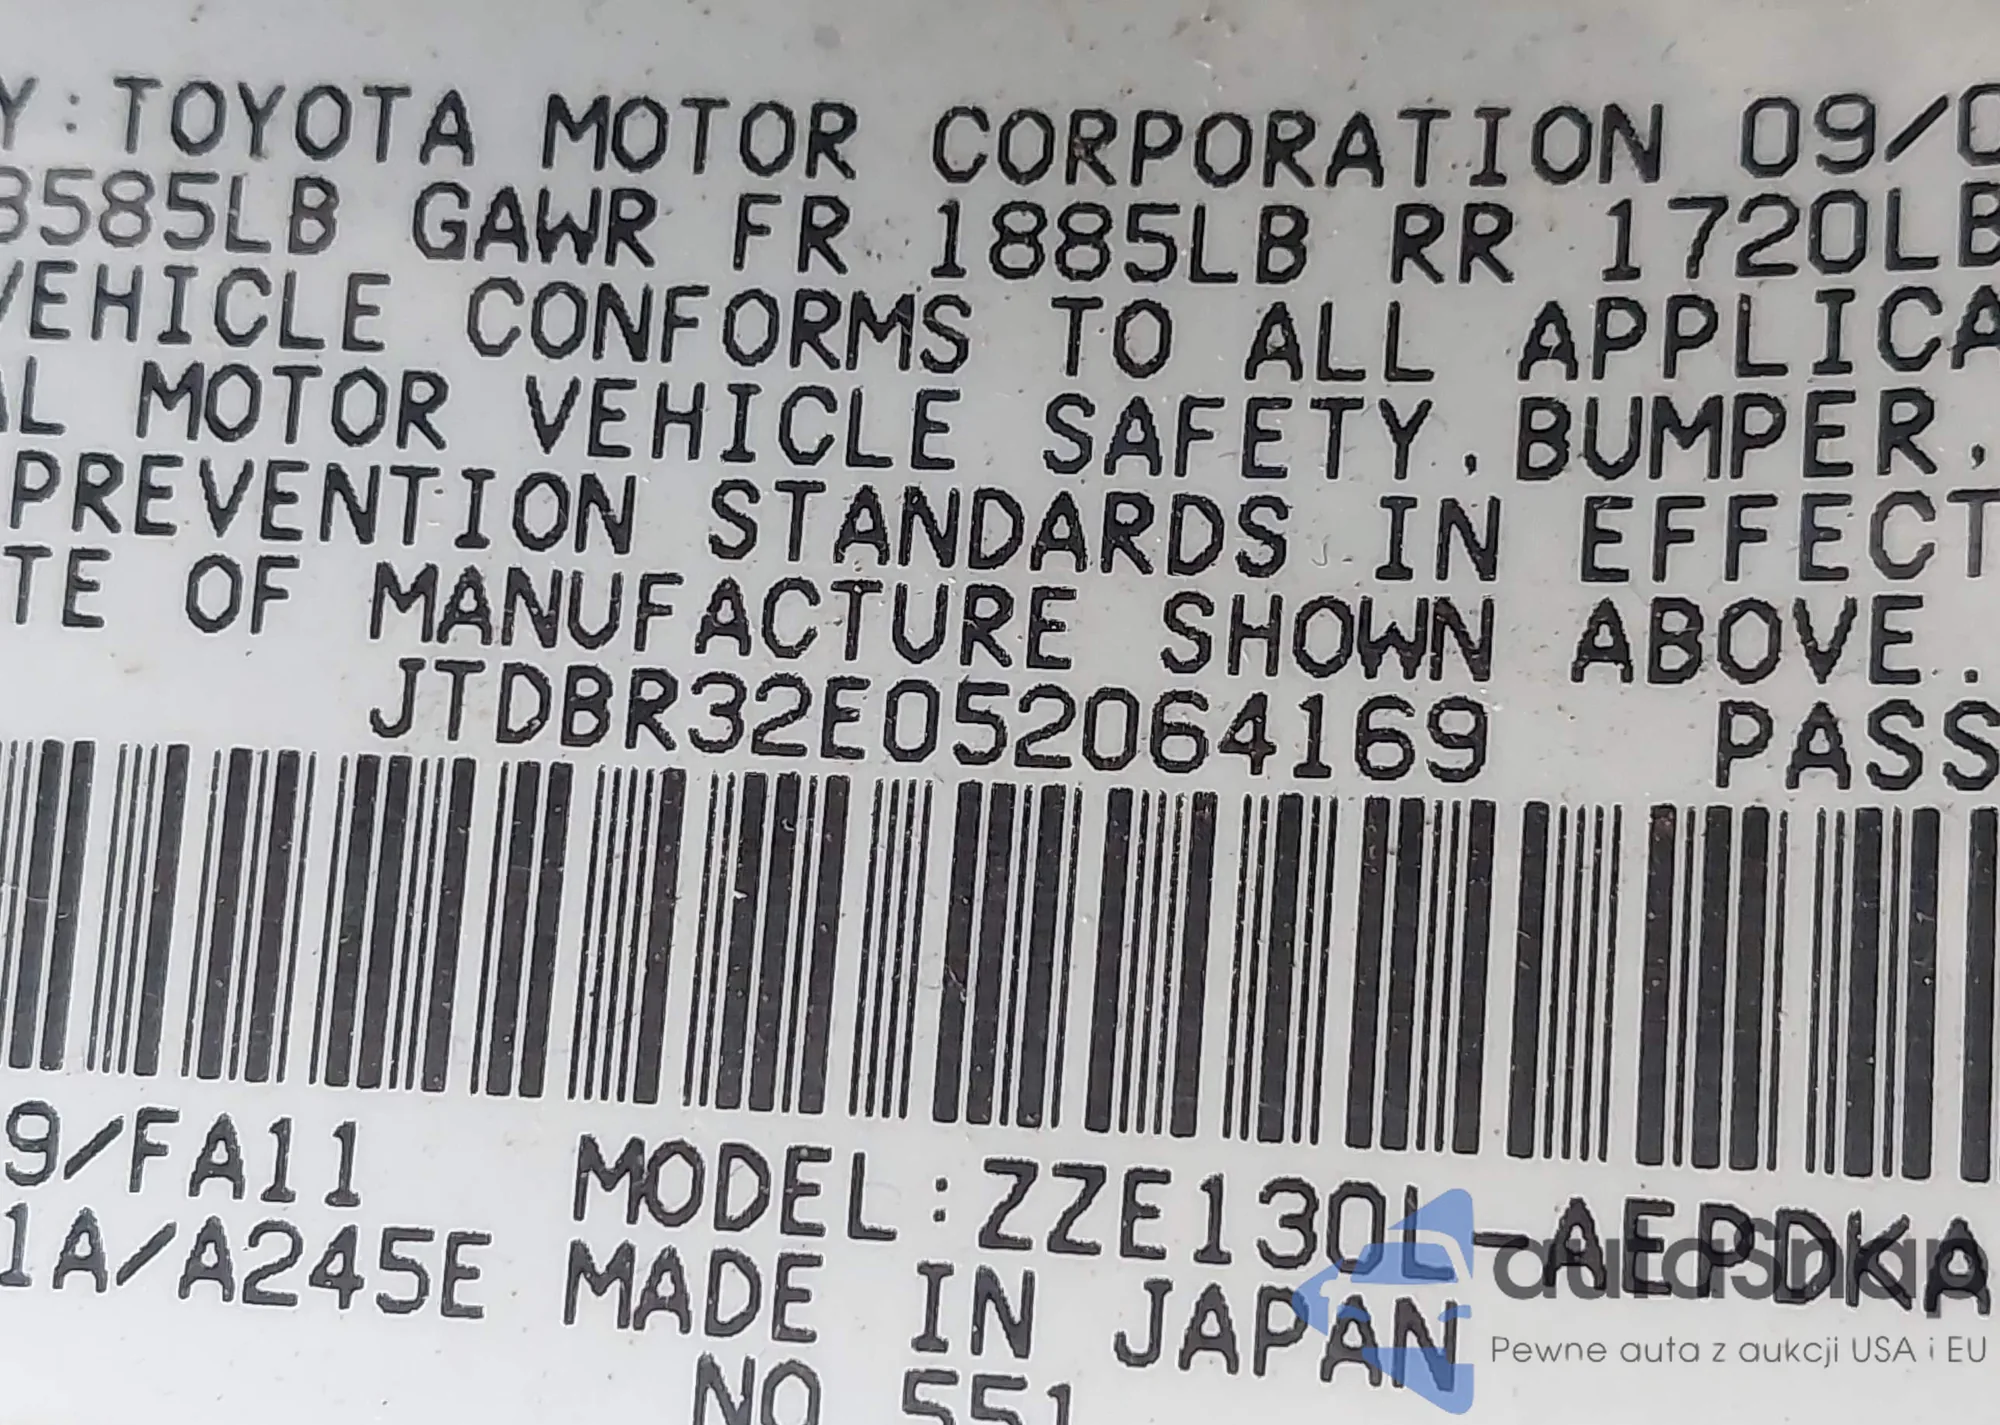 Y:TOYOTA MOTOR CORPORATION 09/0
3585LB GAWR FR 1885LB RR 1720LB
VEHICLE CONFORMS TO ALL APPLICA
AL MOTOR VEHICLE SAFETY,BUMPER,
PREVENTION STANDARDS IN EFFECT
TE OF MANUFACTURE SHOWN ABOVE.
JTDBR32E052064169 PASS
9/FA11 MODEL:ZZE130L-AEPDKA
1A/A245E MADE IN JAPAN
NO 551
autasnap
Pewne auta z aukcji USA i EU